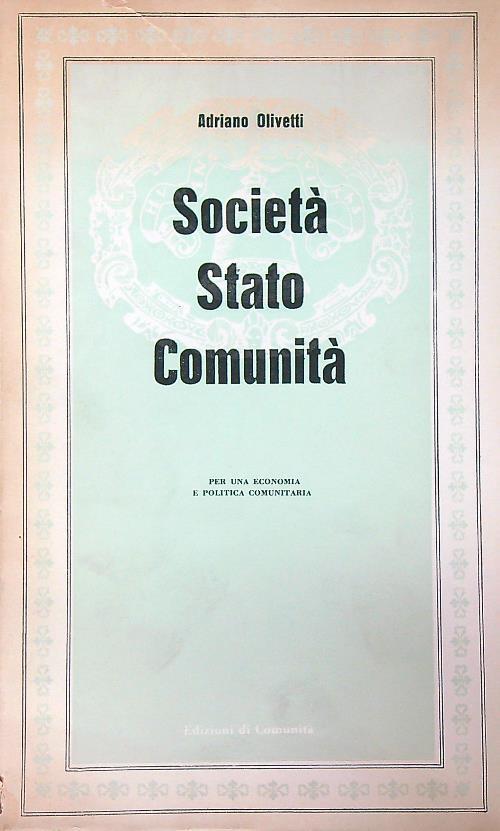 Adriano Olivetti
Società
Stato
Comunità
PER UNA ECONOMIA
E POLITICA COMUNITARIA
Edizioni di Comunità